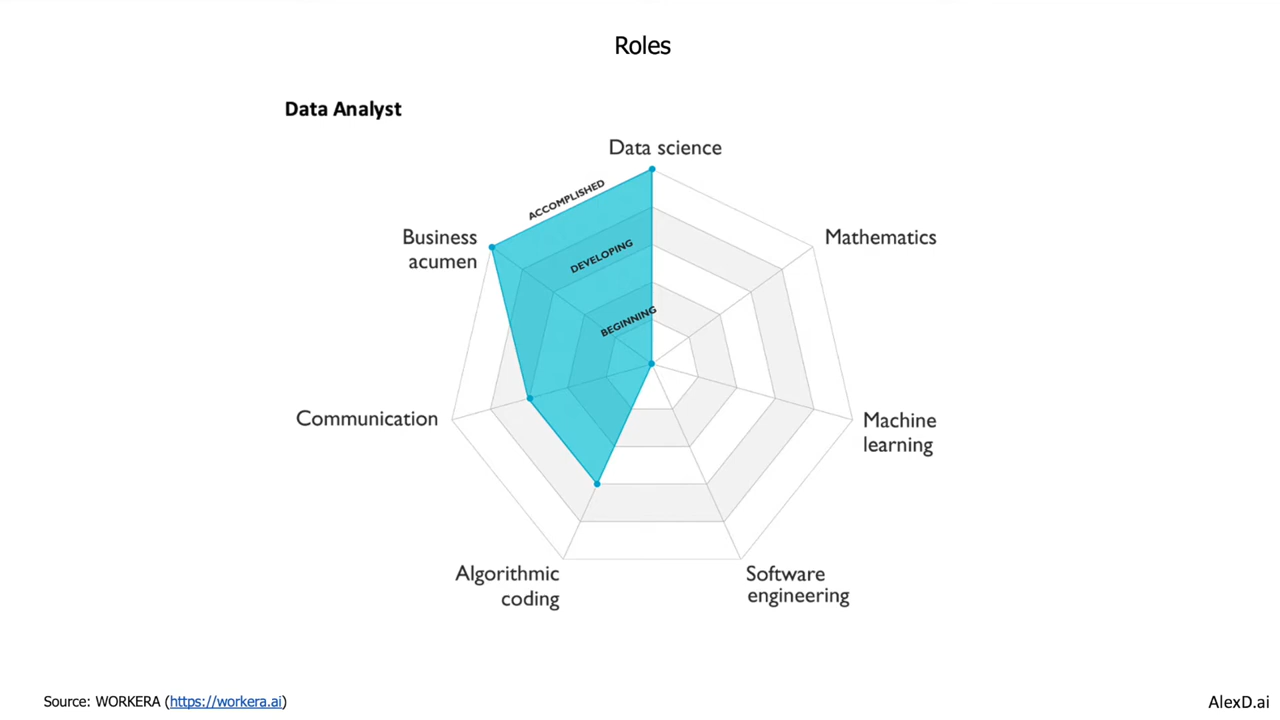 Roles
Data Analyst
Data science
ACCOMPLISHED
Business
acumen
Mathematics
DEVELOPING
BEGINNING
Communication
Machine
learning
Algorithmic
coding
Software
engineering
Source: WORKERA (https://workera.ai)
AlexD.ai